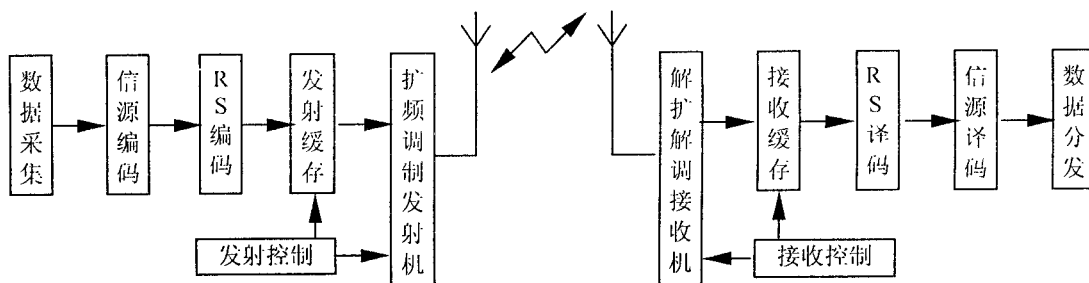 数据采集
信源编码
RS编码
发射缓存
扩频调制发射机
发射控制
解扩解调接收机
接收缓存
RS译码
信源译码
数据分发
接收控制